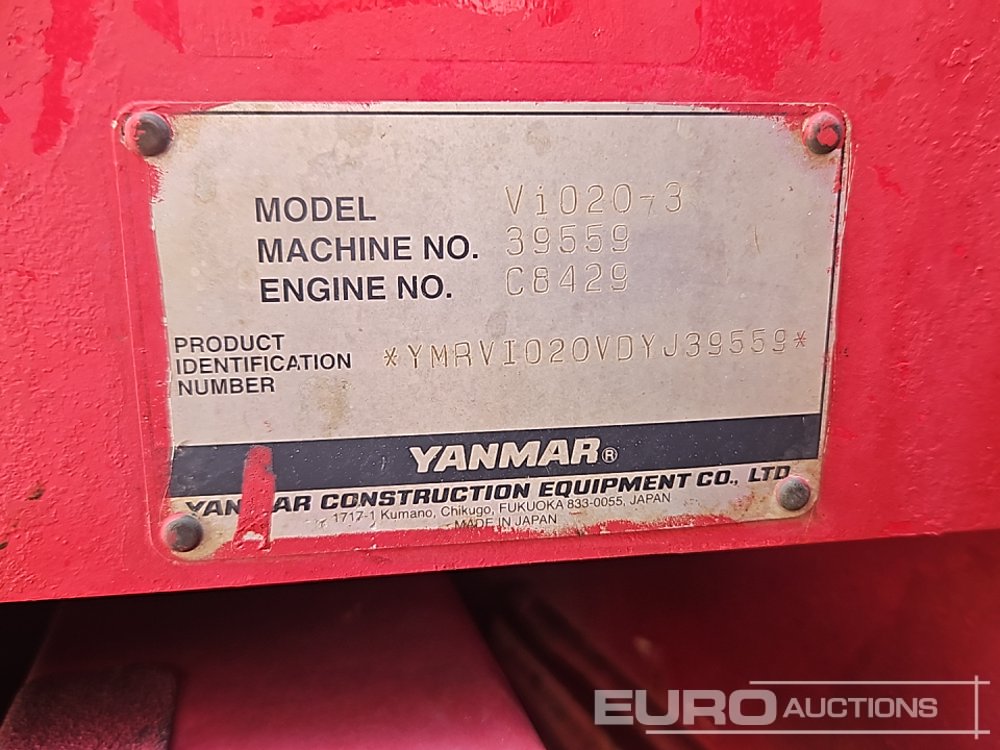 MODEL Vi020-3
MACHINE NO. 39559
ENGINE NO. C8429
PRODUCT
IDENTIFICATION *YMRVI020VDYJ39559*
NUMBER
YANMAR®
YANMAR CONSTRUCTION EQUIPMENT CO., LTD
1717-1 Kumano, Chikugo, FUKUOKA 833-0055, JAPAN
MADE IN JAPAN
EURO AUCTIONS